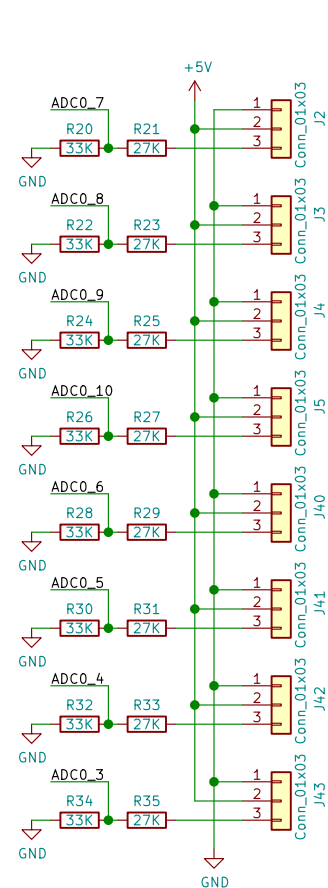 +5V
ADC0_7
R20
R21
33K
27K
GND
1
2
3
Conn_01x03
J2
ADC0_8
R22
R23
33K
27K
GND
1
2
3
Conn_01x03
J3
ADC0_9
R24
R25
33K
27K
GND
1
2
3
Conn_01x03
J4
ADC0_10
R26
R27
33K
27K
GND
1
2
3
Conn_01x03
J5
ADC0_6
R28
R29
33K
27K
GND
1
2
3
Conn_01x03
J40
ADC0_5
R30
R31
33K
27K
GND
1
2
3
Conn_01x03
J41
ADC0_4
R32
R33
33K
27K
GND
1
2
3
Conn_01x03
J42
ADC0_3
R34
R35
33K
27K
GND
1
2
3
Conn_01x03
J43
GND